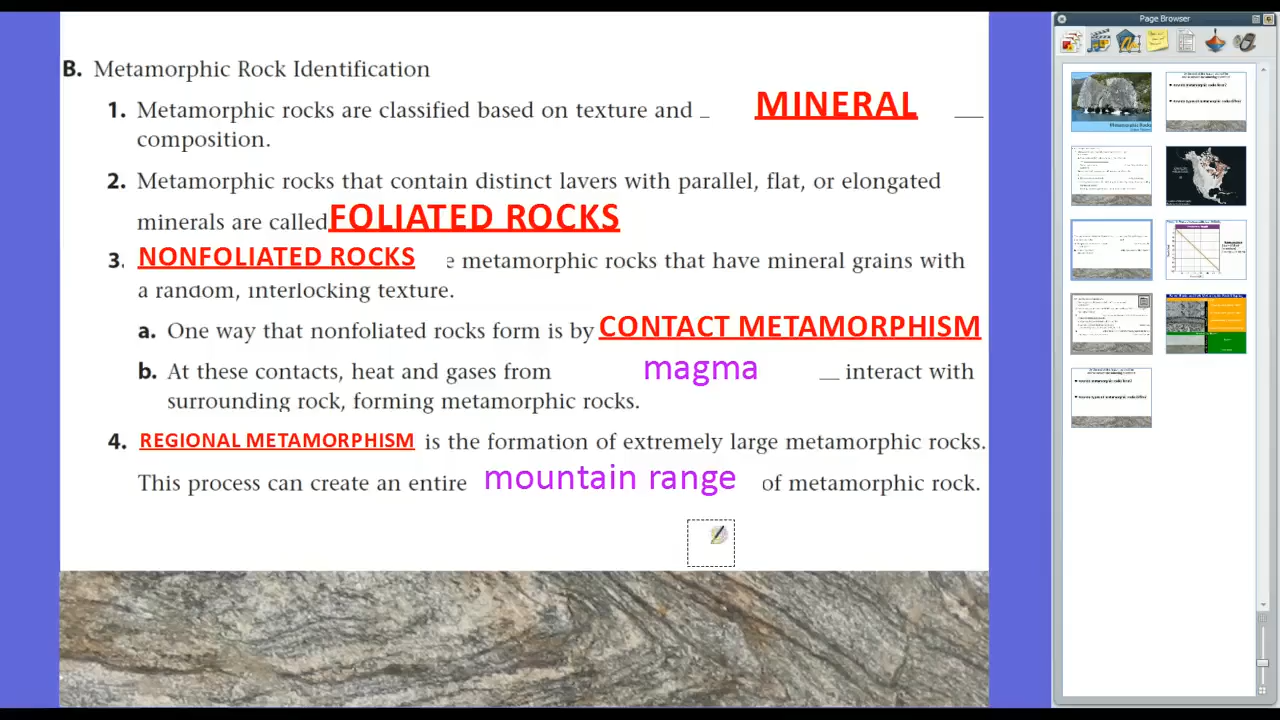 B. Metamorphic Rock Identification
1. Metamorphic rocks are classified based on texture and _ MINERAL __
composition.
2. Metamorphic rocks that distinct layers with parallel, flat, elongated
minerals are called FOLIATED ROCKS
3. NONFOLIATED ROCKS e metamorphic rocks that have mineral grains with
a random, interlocking texture.
a. One way that nonfoliated rocks form is by CONTACT METAMORPHISM
b. At these contacts, heat and gases from magma __ interact with
surrounding rock, forming metamorphic rocks.
4. REGIONAL METAMORPHISM is the formation of extremely large metamorphic rocks.
This process can create an entire mountain range of metamorphic rock.
Page Browser
Metamorphic Rocks